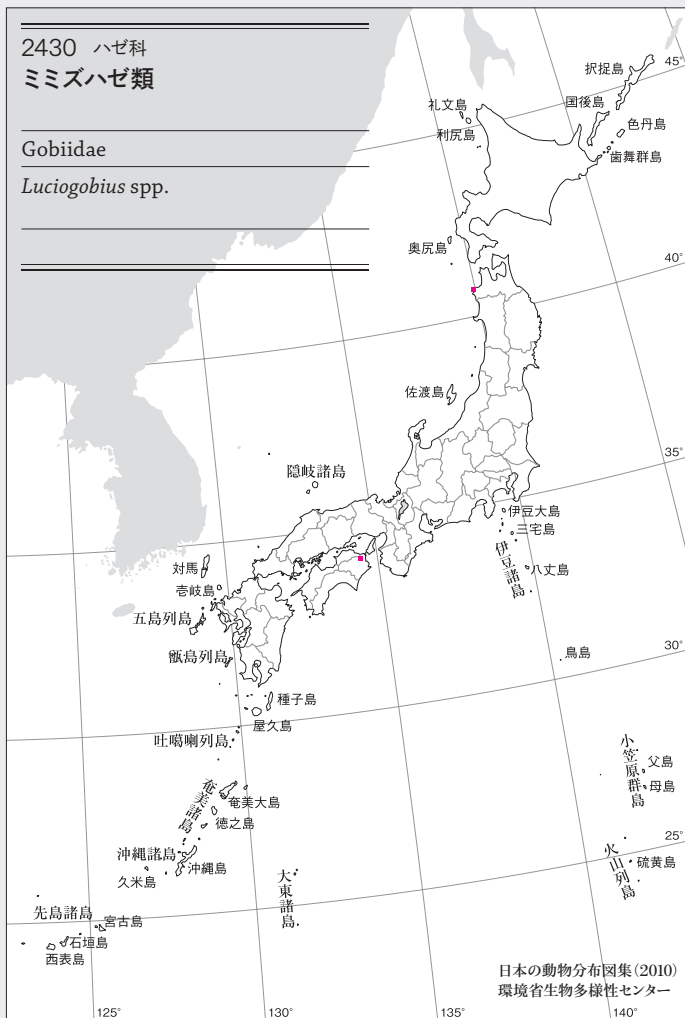 2430 ハゼ科
ミミズハゼ類
Gobiidae
Luciogobius spp.
45°
択捉島
国後島
礼文島
色丹島
利尻島
歯舞群島
奥尻島
40°
佐渡島
35°
隠岐諸島
伊豆大島
三宅島
伊豆諸島
八丈島
対馬
壱岐島
五島列島
甑島列島
鳥島
30°
種子島
屋久島
吐噶喇列島
小笠原群島
父島
母島
奄美諸島
奄美大島
徳之島
25°
沖縄諸島
沖縄島
久米島
火山列島
硫黄島
大東諸島
先島諸島
宮古島
石垣島
西表島
日本の動物分布図集(2010)
環境省生物多様性センター
125°
130°
135°
140°